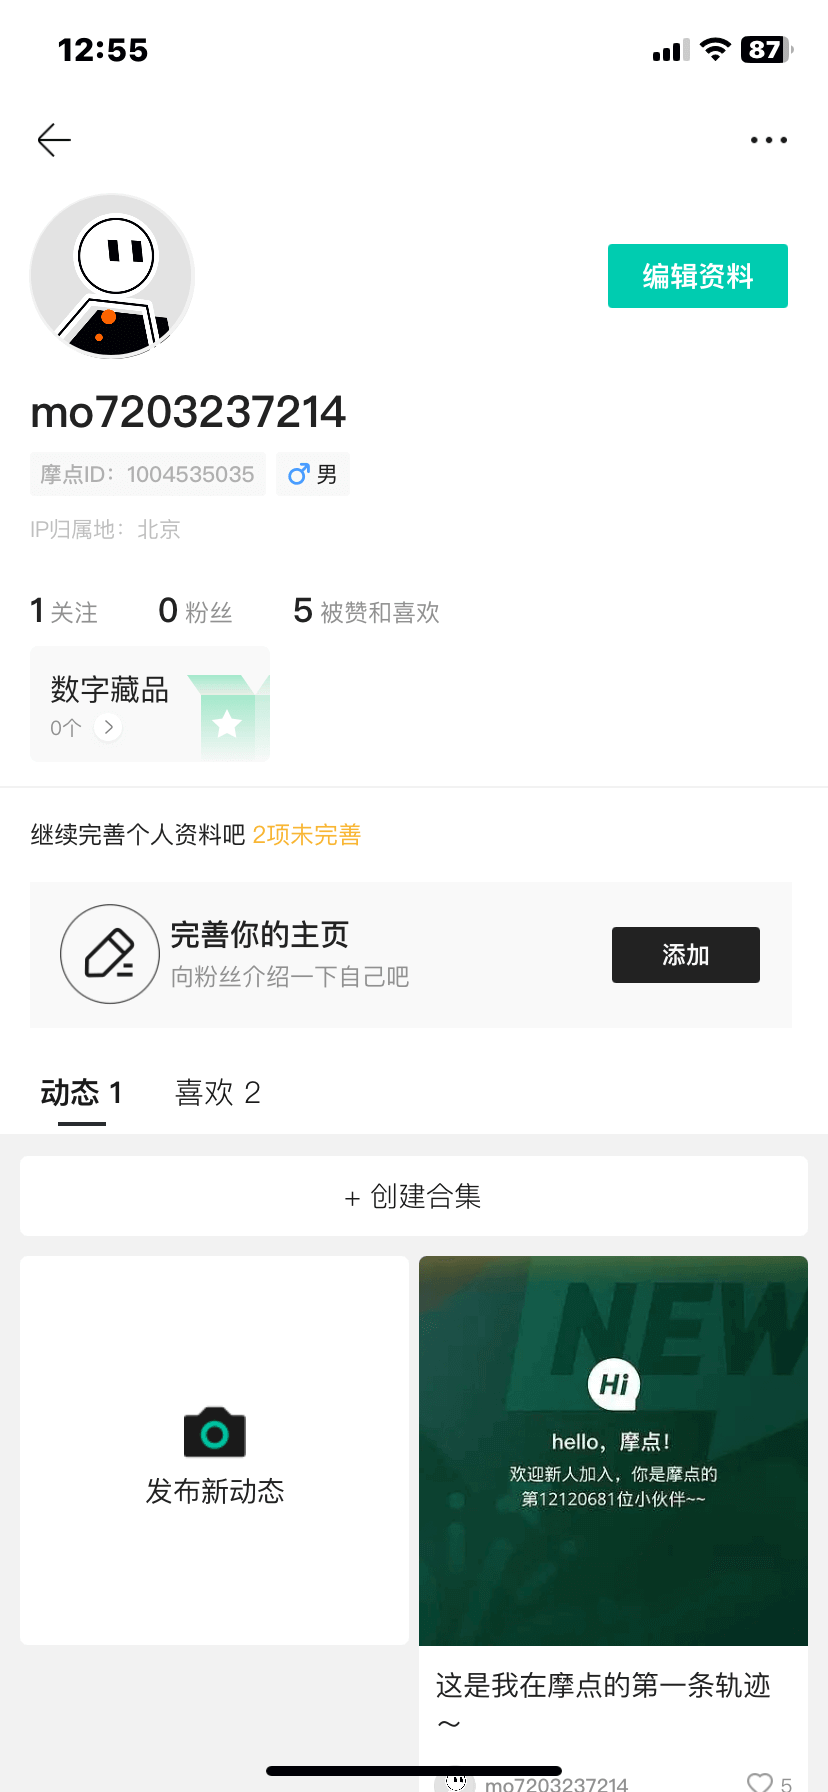 12:55
87
编辑资料
mo7203237214
摩点ID：1004535035
男
IP归属地：北京
1 关注 0 粉丝 5 被赞和喜欢
数字藏品
0个
继续完善个人资料吧 2项未完善
完善你的主页
向粉丝介绍一下自己吧
添加
动态 1 喜欢 2
+ 创建合集
发布新动态
NEW
Hi
hello，摩点！
欢迎新人加入，你是摩点的
第12120681位小伙伴~~
这是我在摩点的第一条轨迹
～
mo7203237214
5